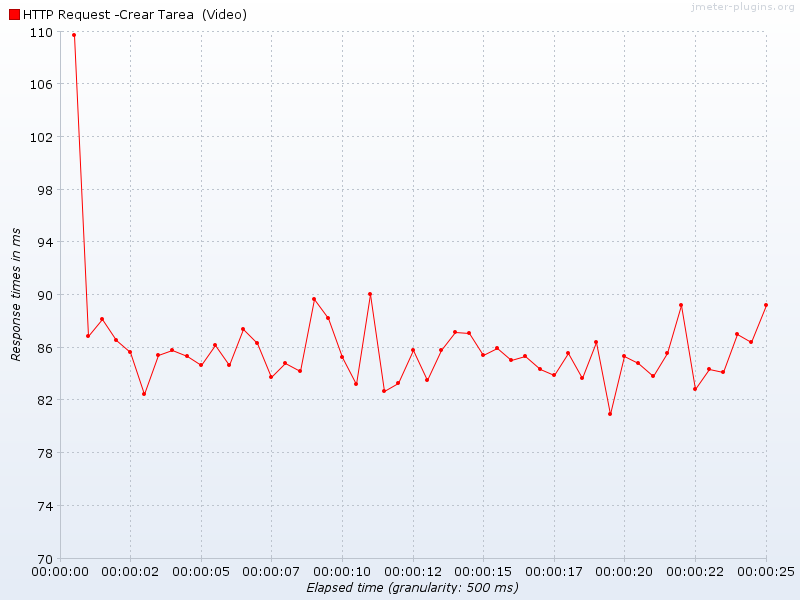 jmeter-plugins.org
HTTP Request -Crear Tarea  (Video)
110
106
102
98
94
90
86
82
78
74
70
Response times in ms
00:00:00 00:00:02 00:00:05 00:00:07 00:00:10 00:00:12 00:00:15 00:00:17 00:00:20 00:00:22 00:00:25
Elapsed time (granularity: 500 ms)